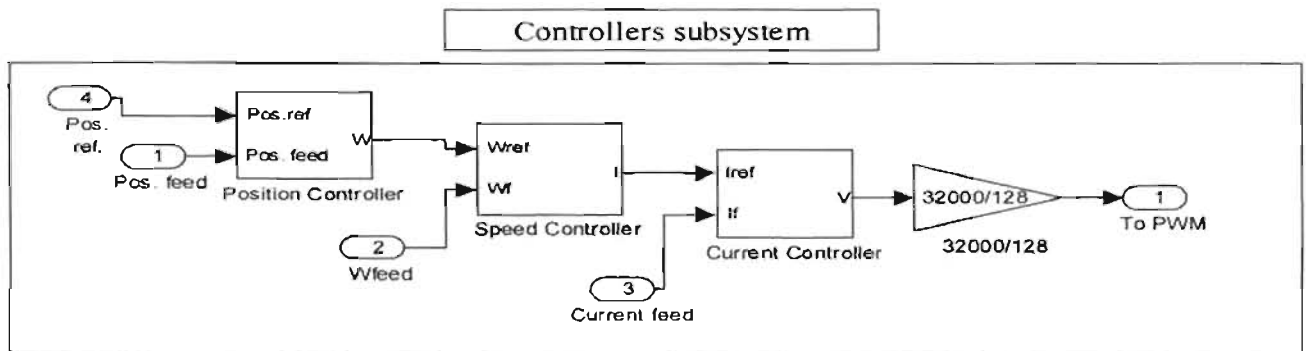 Controllers subsystem
4
Pos.
ref.
1
Pos. feed
Pos.ref
Pos. feed
W
Position Controller
2
Wfeed
Wref
Wf
I
Speed Controller
3
Current feed
Iref
If
V
Current Controller
32000/128
32000/128
1
To PWM